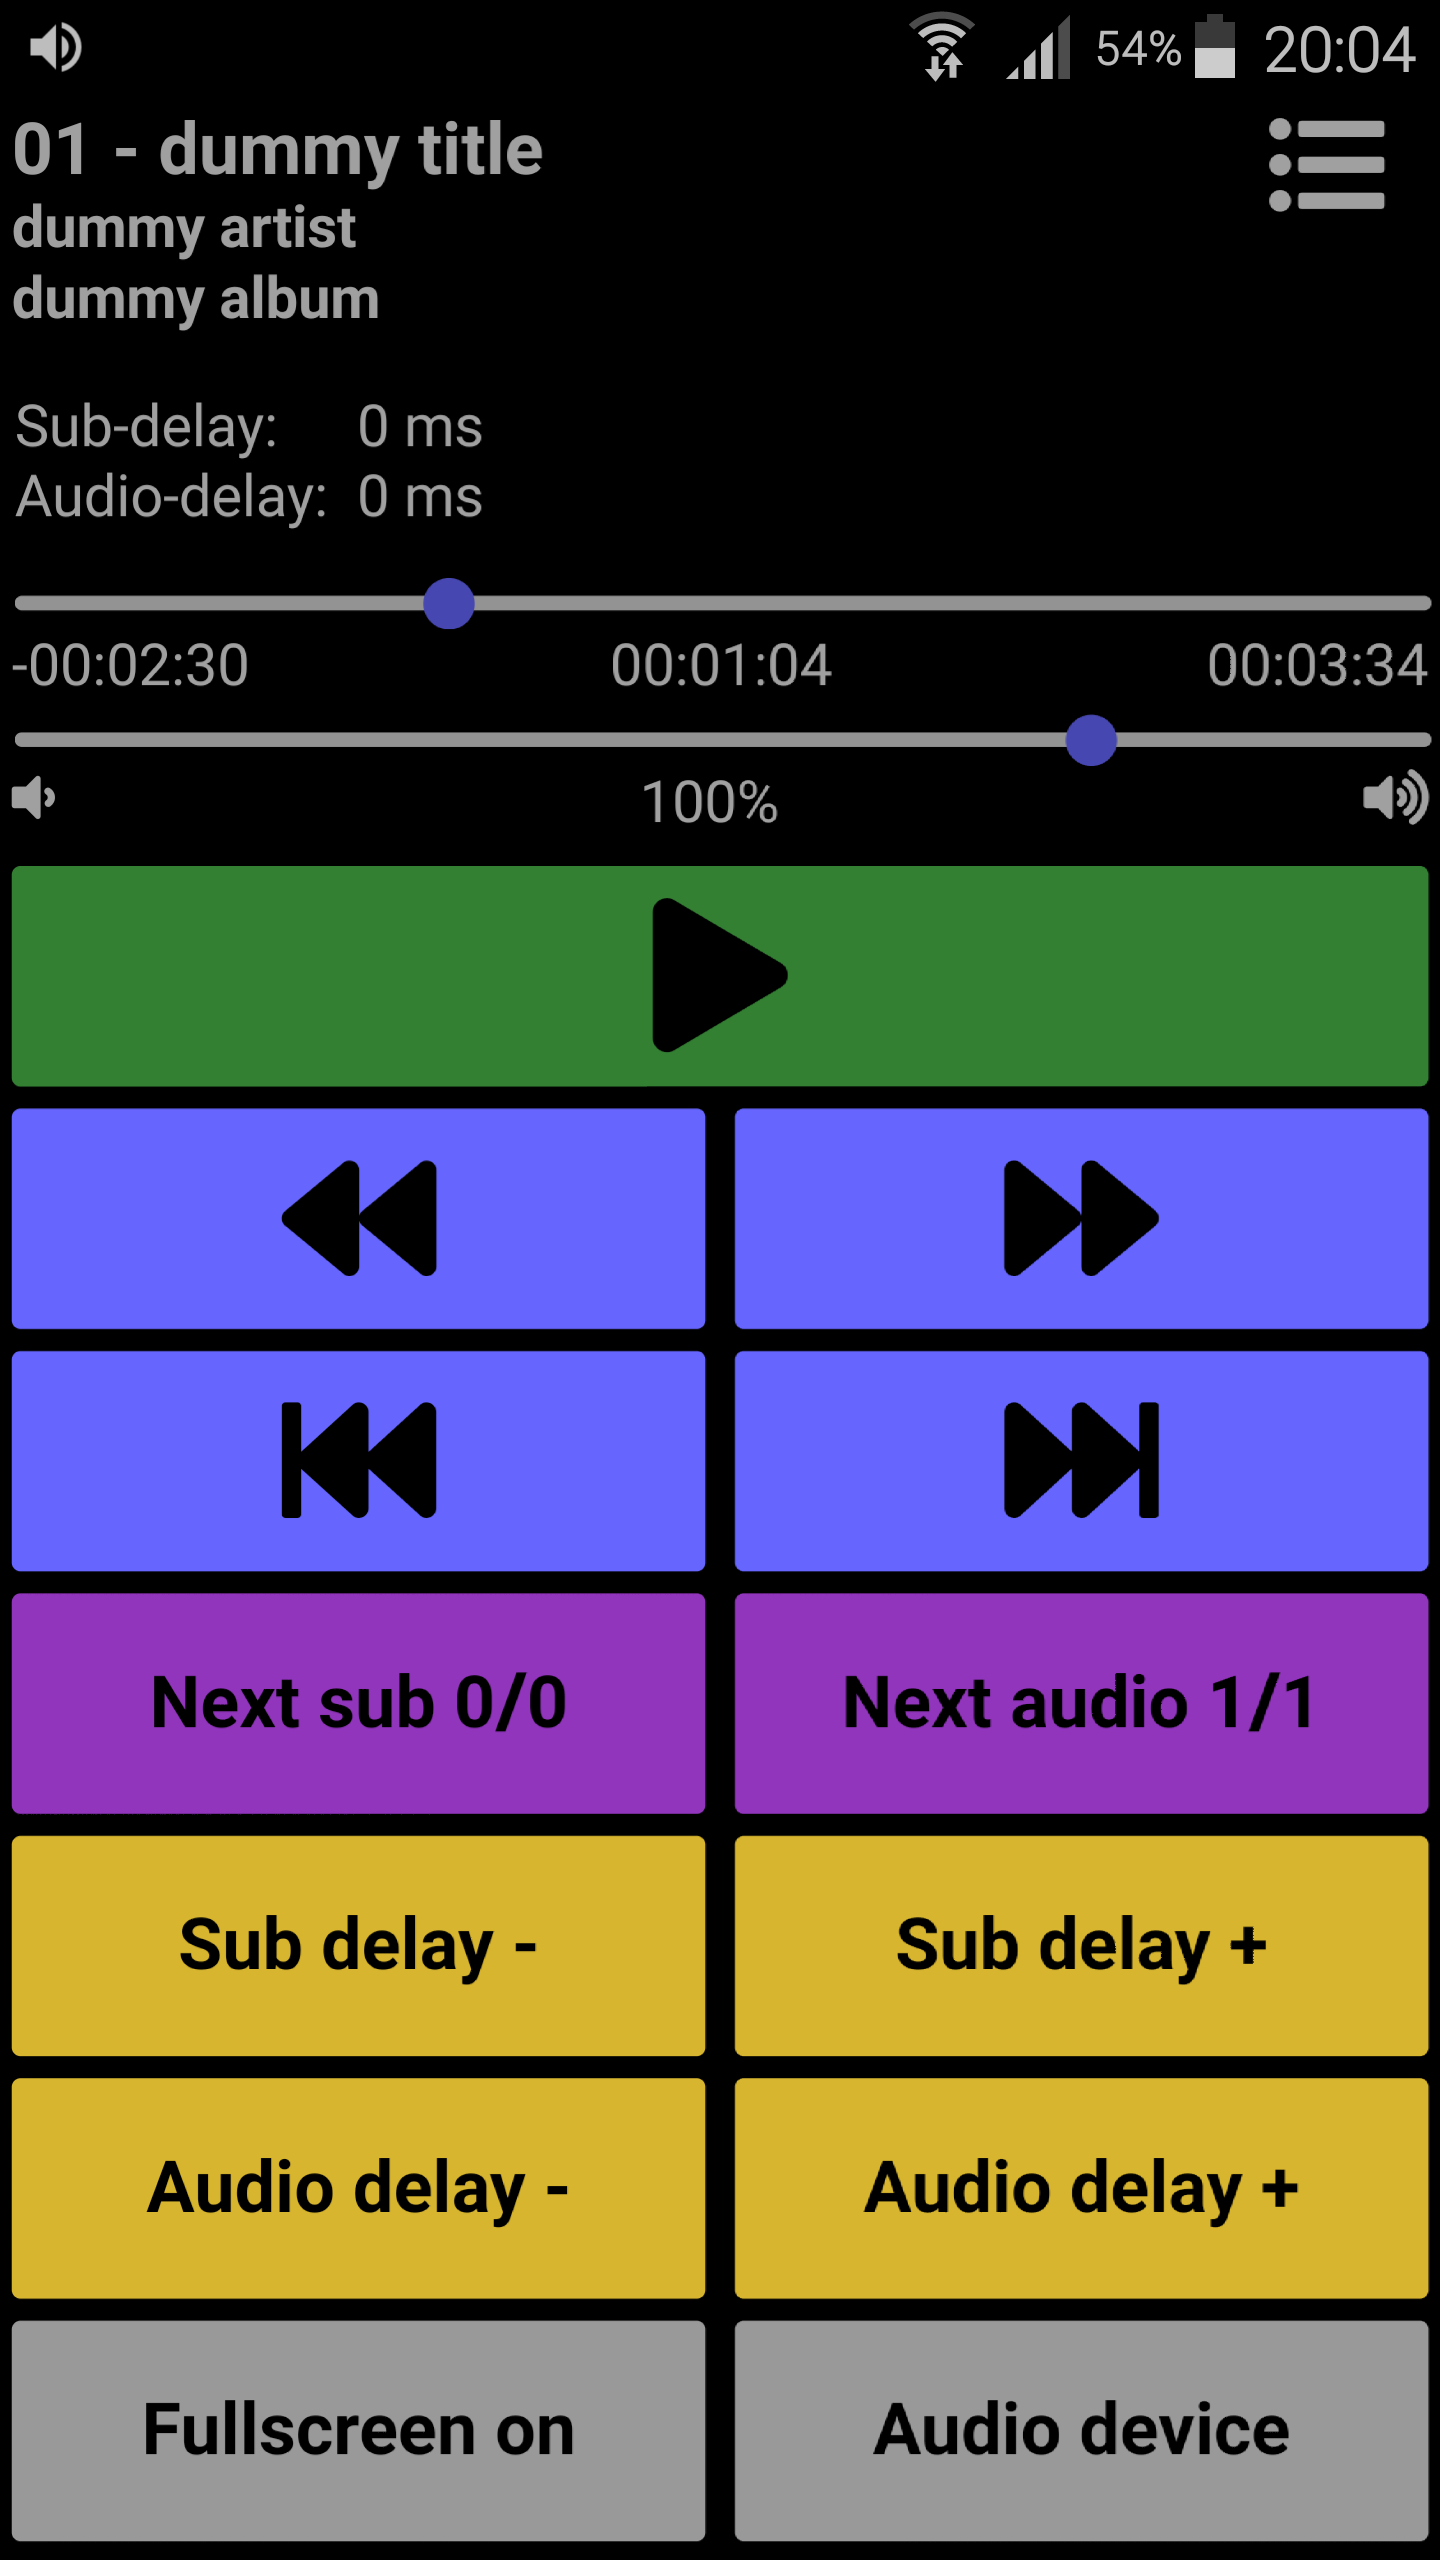 54% 20:04
01 - dummy title
dummy artist
dummy album
Sub-delay: 0 ms
Audio-delay: 0 ms
-00:02:30 00:01:04 00:03:34
100%
Next sub 0/0 Next audio 1/1
Sub delay - Sub delay +
Audio delay - Audio delay +
Fullscreen on Audio device